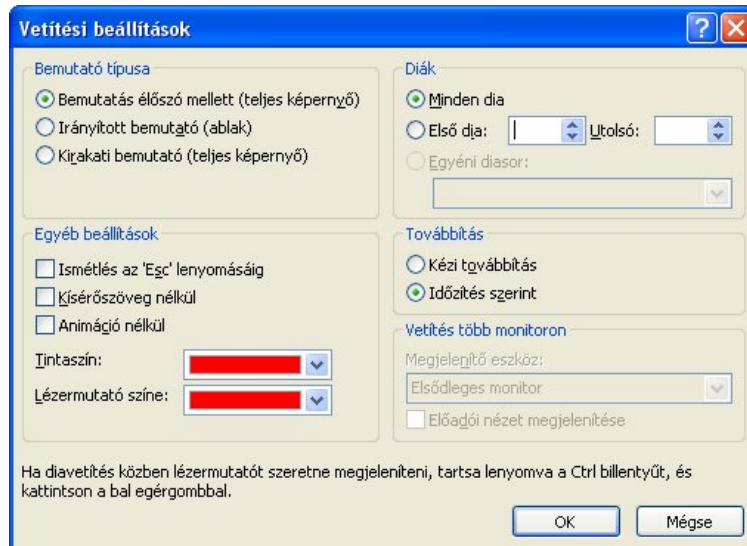 Vetítési beállítások
Bemutató típusa
Bemutatás élőszó mellett (teljes képernyő)
Irányított bemutató (ablak)
Kirakati bemutató (teljes képernyő)
Diák
Minden dia
Első dia: Utolsó:
Egyéni diasor:
Egyéb beállítások
Ismétlés az 'Esc' lenyomásáig
Kísérőszöveg nélkül
Animáció nélkül
Tintaszín:
Lézermutató színe:
Továbbítás
Kézi továbbítás
Időzítés szerint
Vetítés több monitoron
Megjelenítő eszköz:
Elsődleges monitor
Előadói nézet megjelenítése
Ha diavetítés közben lézermutatót szeretne megjeleníteni, tartsa lenyomva a Ctrl billentyűt, és
kattintson a bal egérgombbal.
OK Mégse